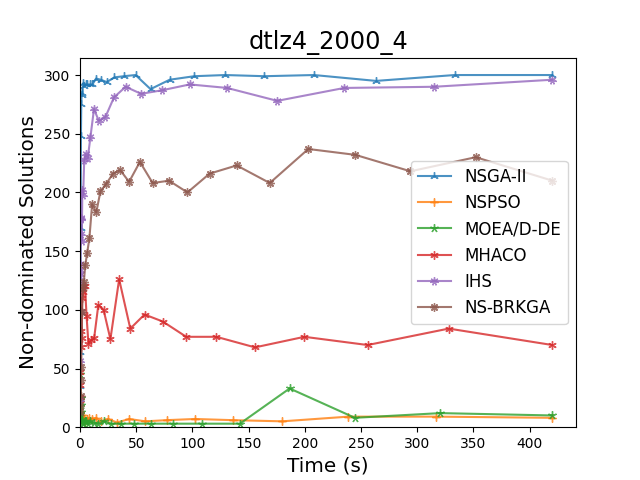 dtlz4_2000_4
Non-dominated Solutions
300
250
200
150
100
50
0
NSGA-II
NSPSO
MOEA/D-DE
MHACO
IHS
NS-BRKGA
0 50 100 150 200 250 300 350 400
Time (s)